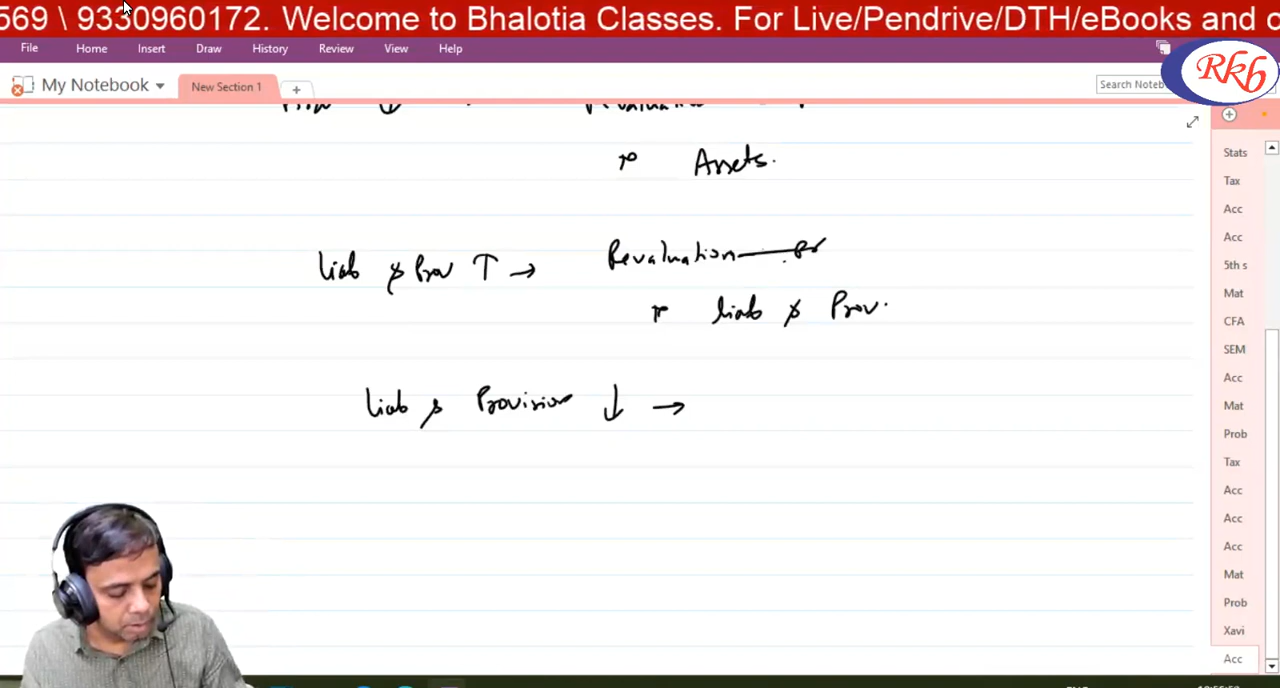 569 \ 9330960172. Welcome to Bhalotia Classes. For Live/Pendrive/DTH/eBooks and
File Home Insert Draw History Review View Help
Rkb
My Notebook New Section 1 + Search Noteb
Stats
Assets.
Tax
Acc
Acc
Liab & Prov ↑ → Revaluation
5th s
Mat
Liab & Prov.
CFA
SEM
Acc
Liab & Provision ↓ →
Mat
Prob
Tax
Acc
Acc
Acc
Mat
Prob
Xavi
Acc